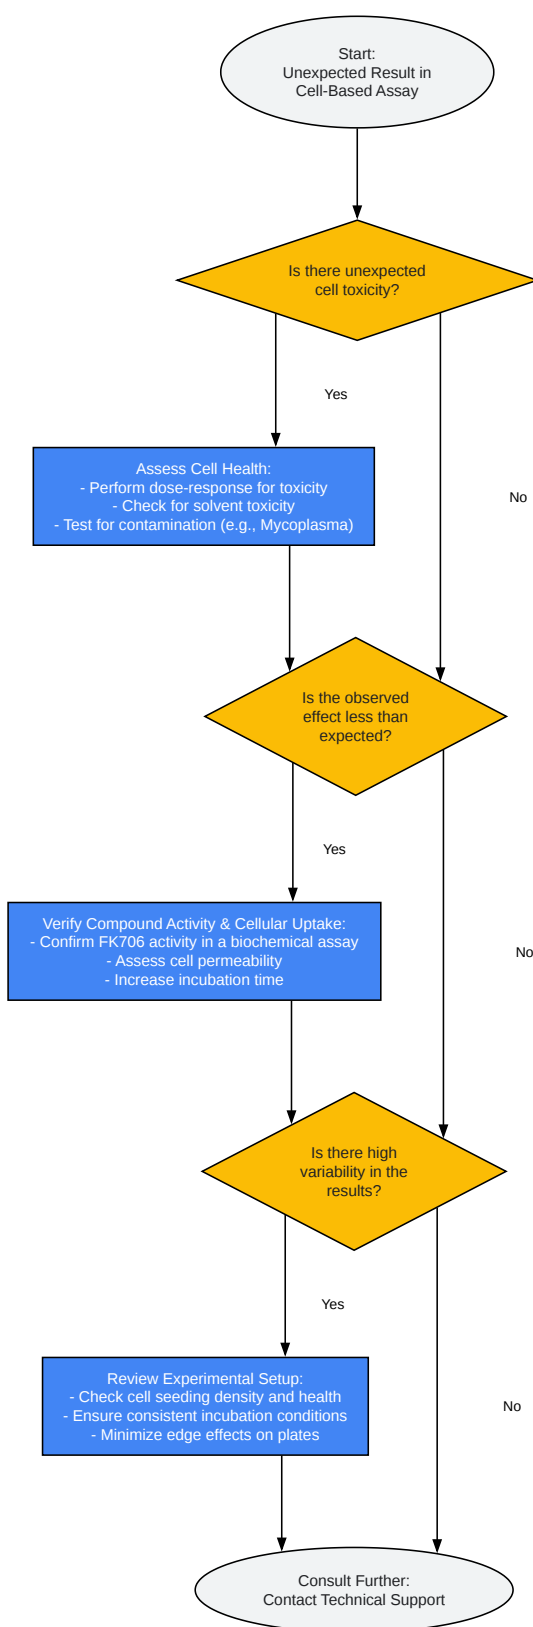 Start:
Unexpected Result in
Cell-Based Assay
Is there unexpected
cell toxicity?
Yes
Assess Cell Health:
- Perform dose-response for toxicity
- Check for solvent toxicity
- Test for contamination (e.g., Mycoplasma)
No
Is the observed
effect less than
expected?
Yes
Verify Compound Activity & Cellular Uptake:
- Confirm FK706 activity in a biochemical assay
- Assess cell permeability
- Increase incubation time
No
Is there high
variability in the
results?
Yes
Review Experimental Setup:
- Check cell seeding density and health
- Ensure consistent incubation conditions
- Minimize edge effects on plates
No
Consult Further:
Contact Technical Support